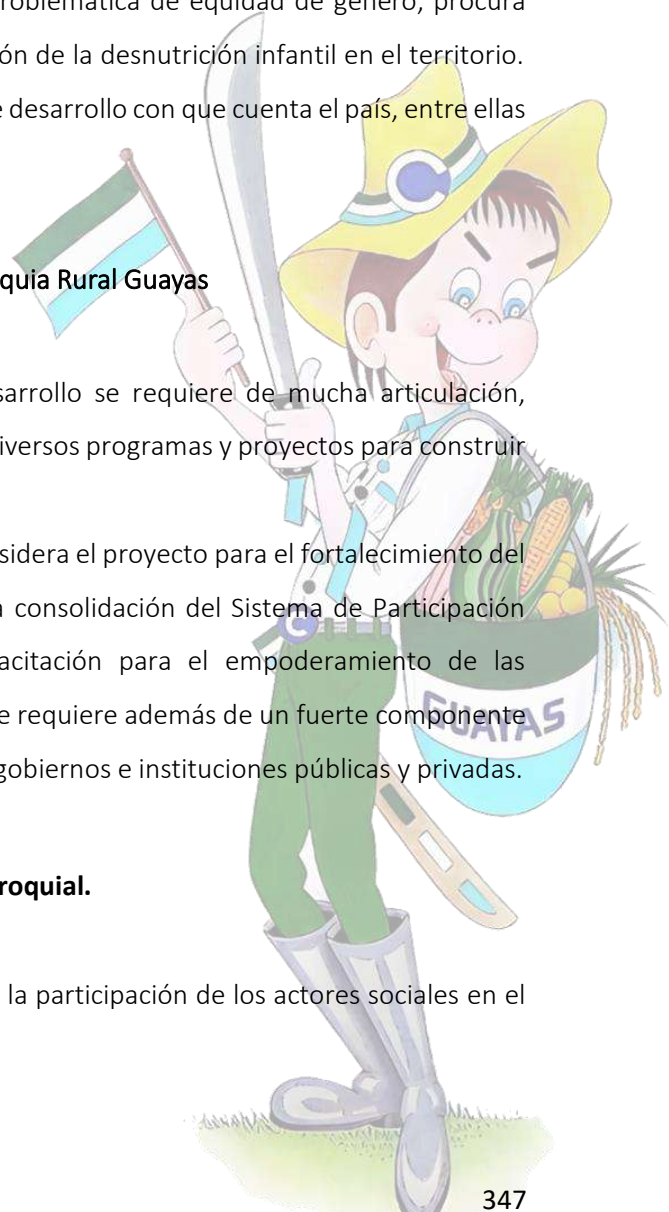 problemática de equidad de género, procura
ón de la desnutrición infantil en el territorio.
e desarrollo con que cuenta el país, entre ellas
quia Rural Guayas
sarrollo se requiere de mucha articulación,
iversos programas y proyectos para construir
sidera el proyecto para el fortalecimiento del
a consolidación del Sistema de Participación
acitación para el empoderamiento de las
e requiere además de un fuerte componente
GUAYAS
gobiernos e instituciones públicas y privadas.
roquial.
la participación de los actores sociales en el
347